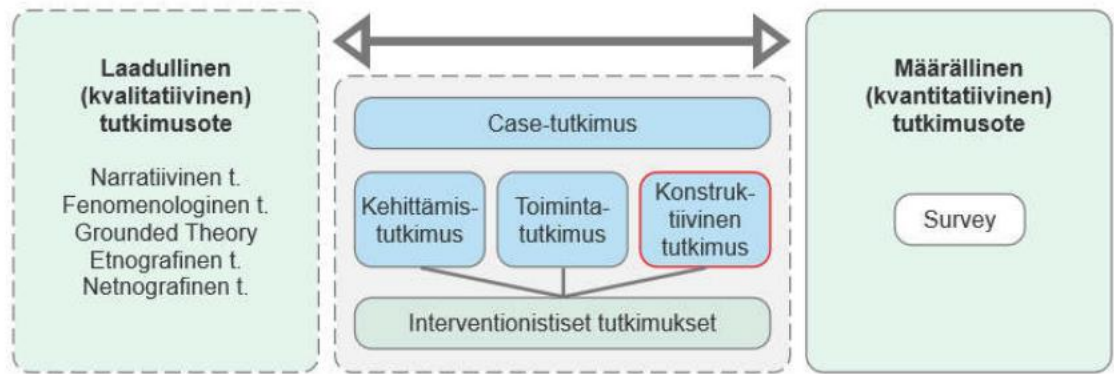 Laadullinen
(kvalitatiivinen)
tutkimusote
Narratiivinen t.
Fenomenologinen t.
Grounded Theory
Etnografinen t.
Netnografinen t.
Case-tutkimus
Kehittämis-
tutkimus
Toiminta-
tutkimus
Konstruk-
tiivinen
tutkimus
Interventionistiset tutkimukset
Määrällinen
(kvantitatiivinen)
tutkimusote
Survey